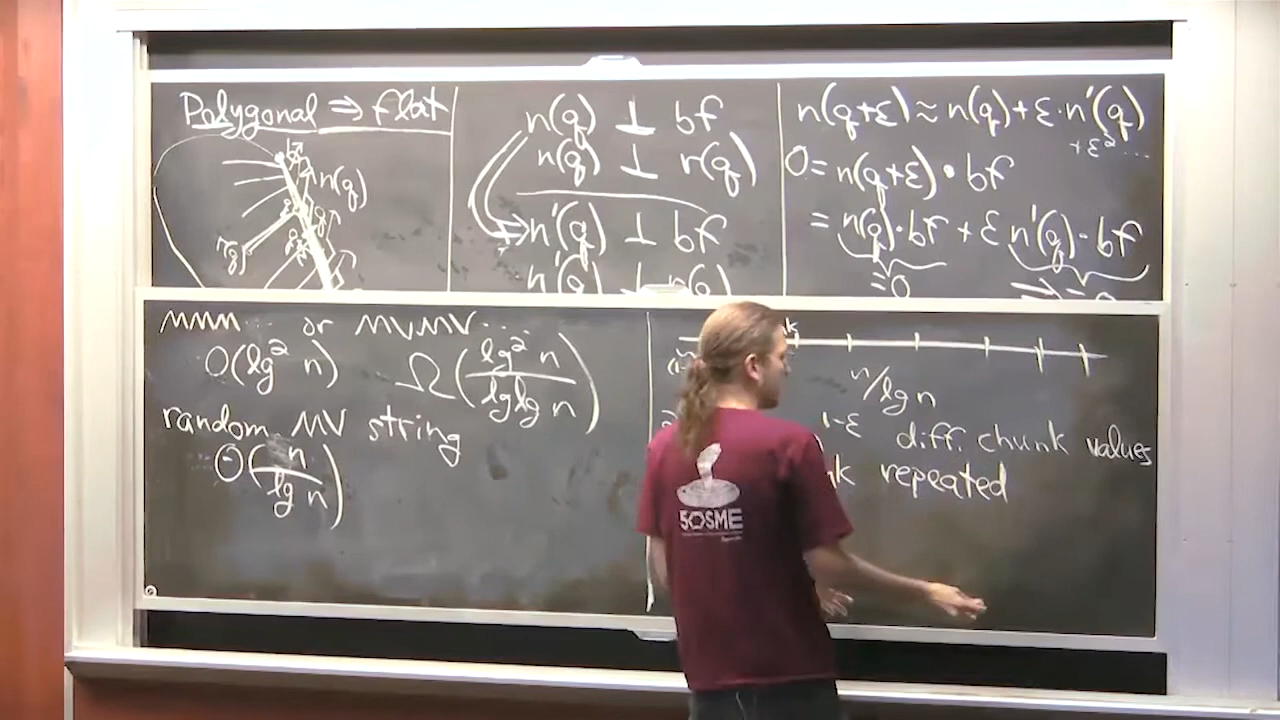 Polygonal ⇒ flat
n(q)
n(q) ⊥ bf
n(q) ⊥ r(q)
n'(q) ⊥ bf
n(q+ε) ≈ n(q) + ε·n'(q)
+ ε² ...
0 = n(q+ε) • bf
= n(q)·bf + ε n'(q)·bf
=0
MMM... or MVMV...
O(lg² n) Ω(lg² n / lglg n)
random MV string
Θ(n / lg n)
k
n/lg n
1-ε diff. chunk values
repeated
5OSME